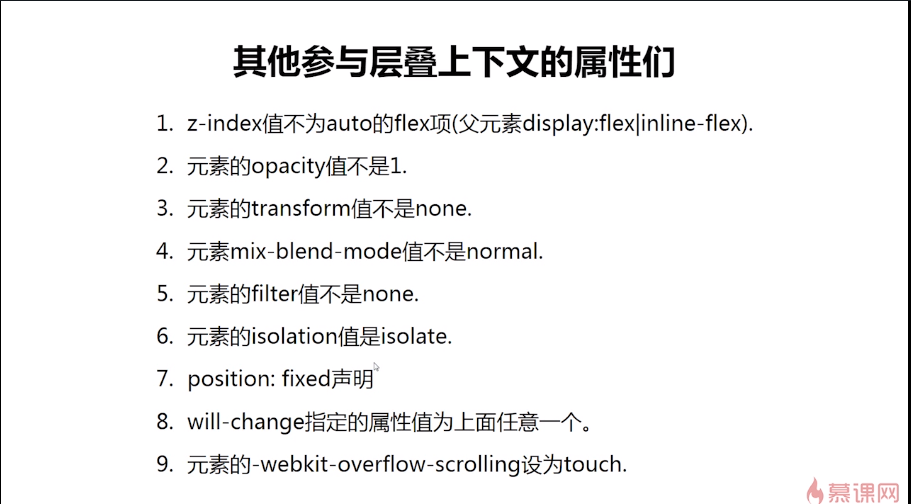 其他参与层叠上下文的属性们
1. z-index值不为auto的flex项(父元素display:flex|inline-flex).
2. 元素的opacity值不是1.
3. 元素的transform值不是none.
4. 元素mix-blend-mode值不是normal.
5. 元素的filter值不是none.
6. 元素的isolation值是isolate.
7. position: fixed声明
8. will-change指定的属性值为上面任意一个。
9. 元素的-webkit-overflow-scrolling设为touch.
慕课网